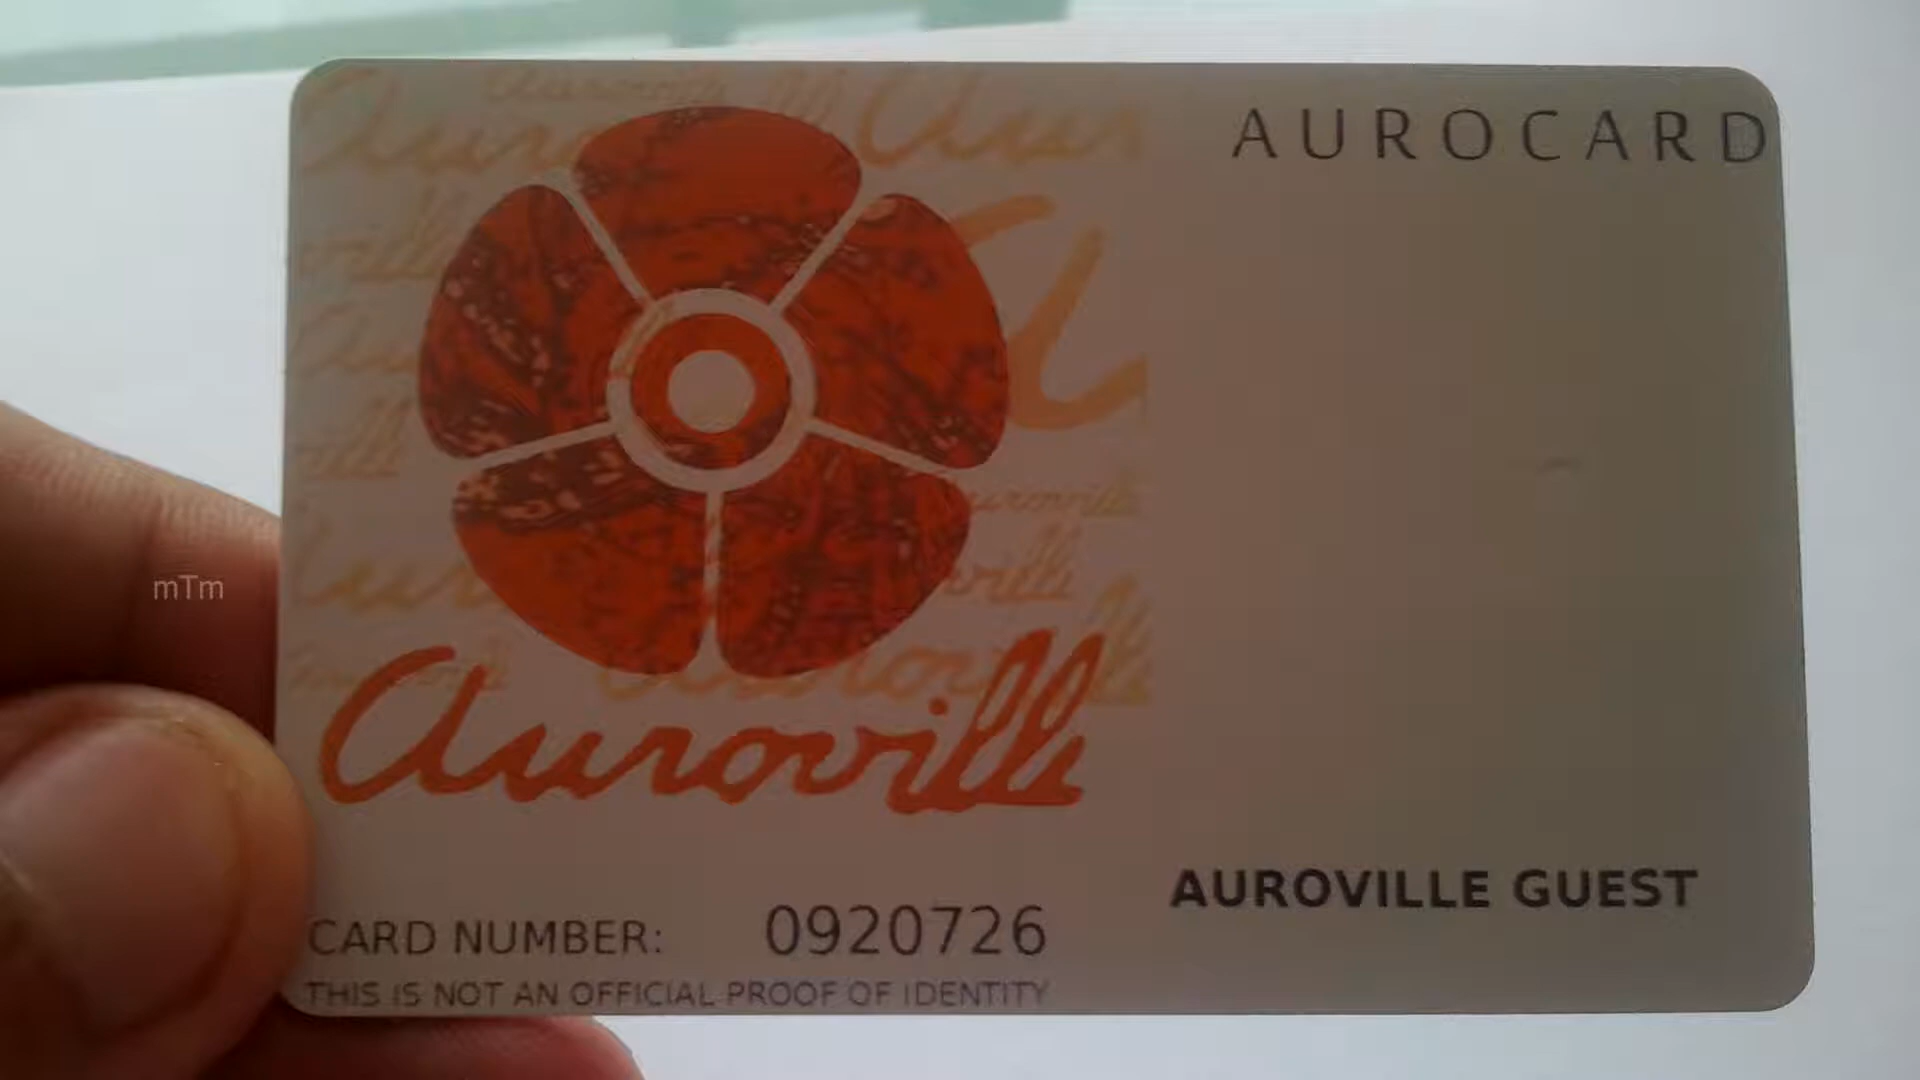 AUROCARD
Auroville
AUROVILLE GUEST
CARD NUMBER: 0920726
THIS IS NOT AN OFFICIAL PROOF OF IDENTITY
mTm